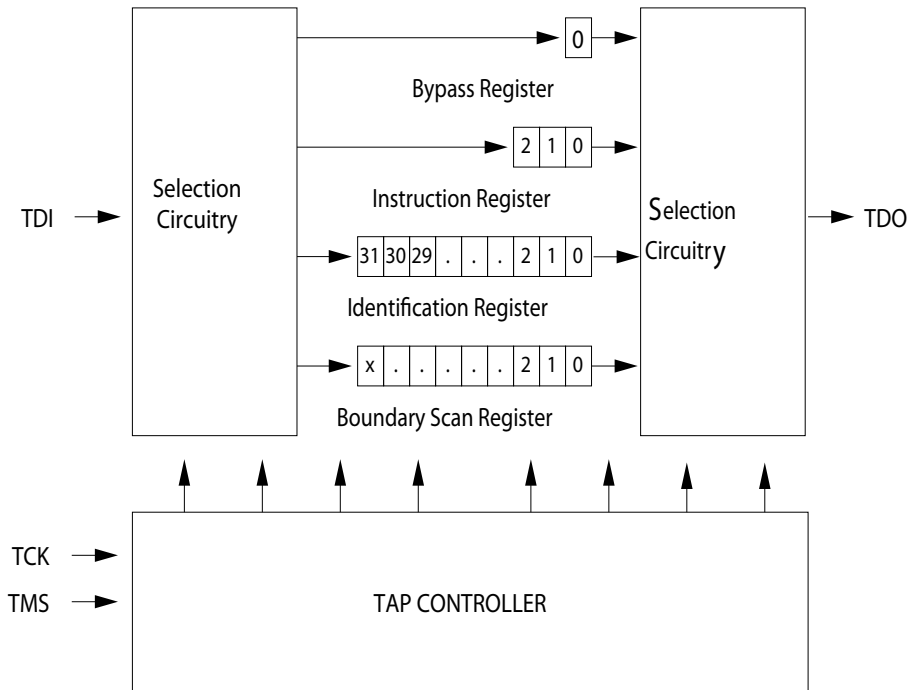 0
Bypass Register
2 1 0
Selection
Circuitry
Instruction Register
Selection
Circuitry
TDI
TDO
31 30 29 . . . 2 1 0
Identification Register
x . . . . . 2 1 0
Boundary Scan Register
TCK
TMS
TAP CONTROLLER